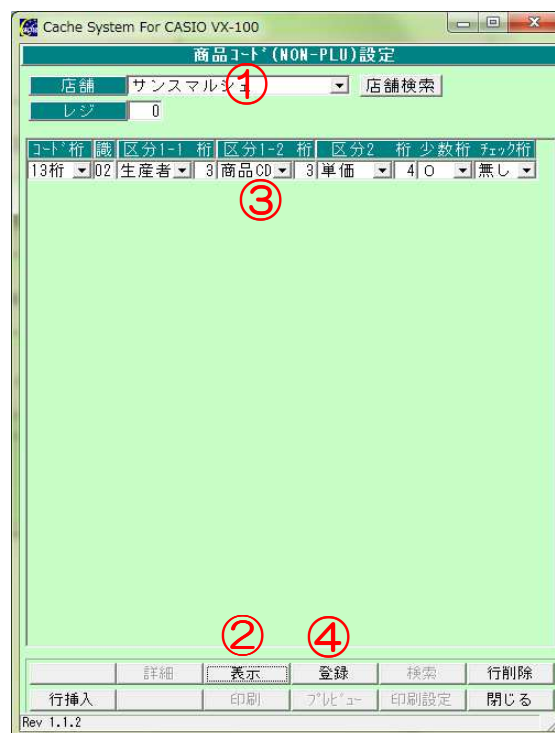 Cache System For CASIO VX-100
商品ｺｰﾄﾞ(NON-PLU)設定
店舗 サンスマルシェ 店舗検索
①
レジ 0
ｺｰﾄﾞ桁 識 区分1-1 桁 区分1-2 桁 区分2 桁 少数桁 ﾁｪｯｸ桁
13桁 02 生産者 3 商品CD 3 単価 4 0 無し
③
② ④
詳細 表示 登録 検索 行削除
行挿入 印刷 ﾌﾟﾚﾋﾞｭｰ 印刷設定 閉じる
Rev 1.1.2